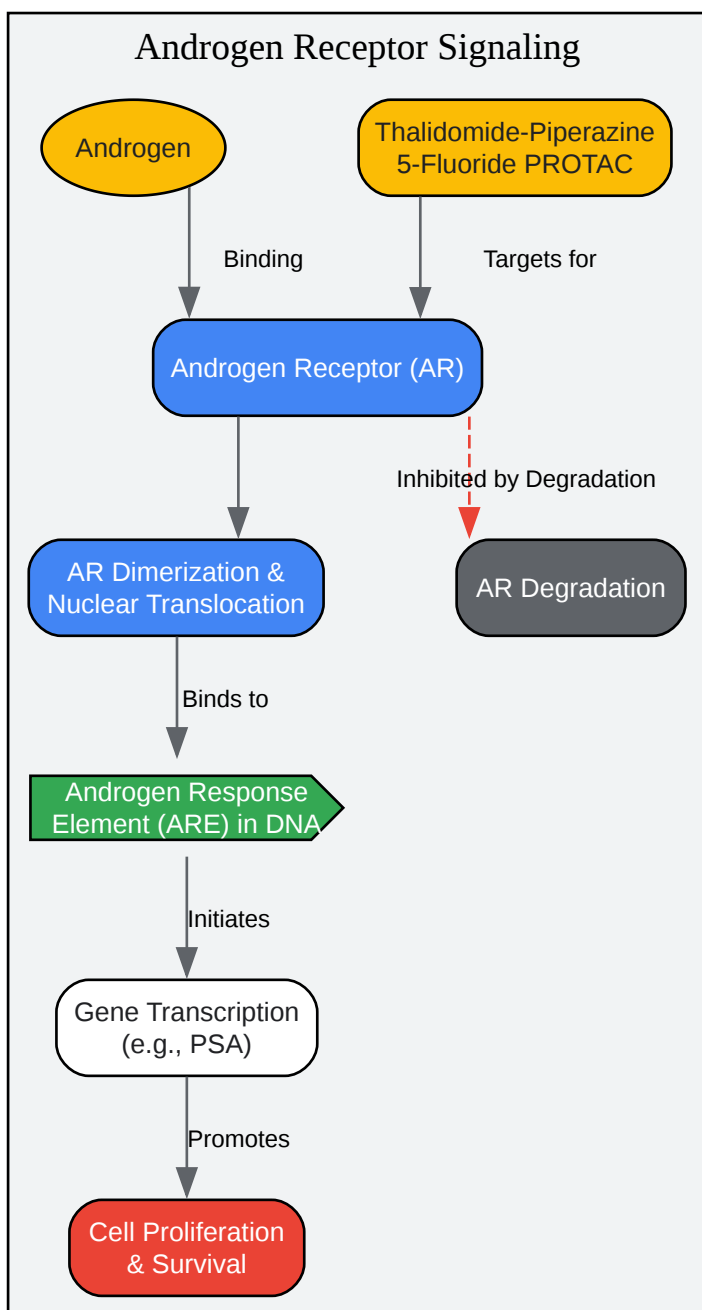 Androgen Receptor Signaling
Androgen
Thalidomide-Piperazine
5-Fluoride PROTAC
Binding
Targets for
Androgen Receptor (AR)
Inhibited by Degradation
AR Dimerization &
Nuclear Translocation
AR Degradation
Binds to
Androgen Response
Element (ARE) in DNA
Initiates
Gene Transcription
(e.g., PSA)
Promotes
Cell Proliferation
& Survival